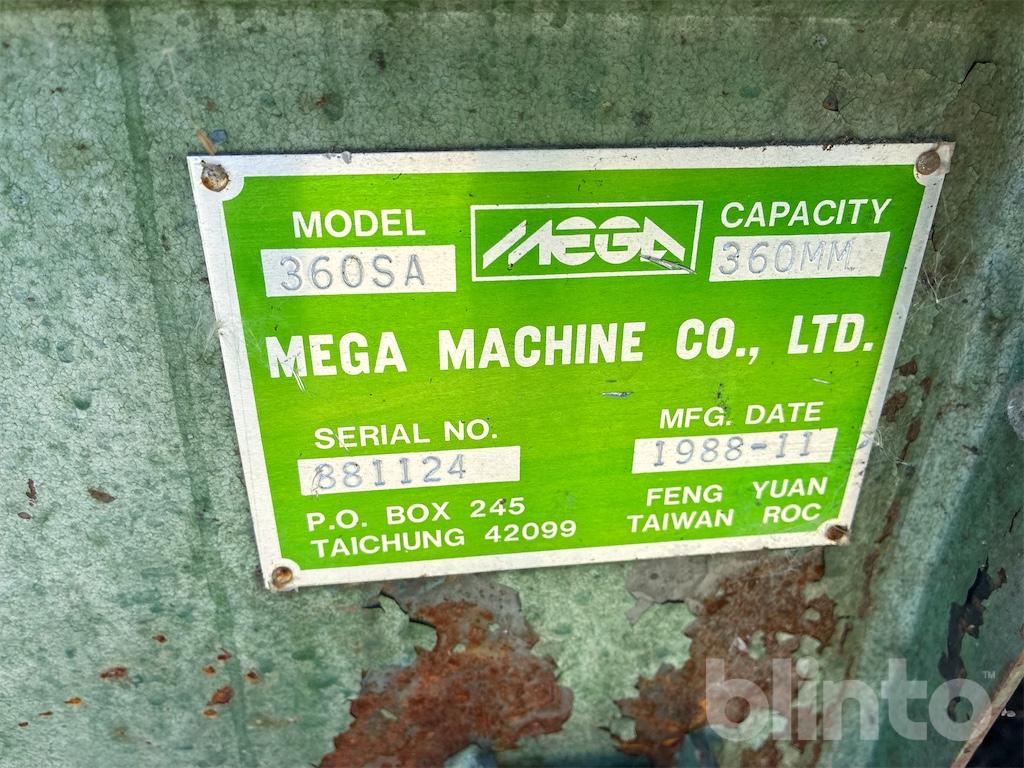 MODEL
360SA
MEGA
CAPACITY
360MM
MEGA MACHINE CO., LTD.
SERIAL NO.
881124
MFG. DATE
1988-11
P.O. BOX 245
TAICHUNG 42099
FENG YUAN
TAIWAN ROC
blinto™